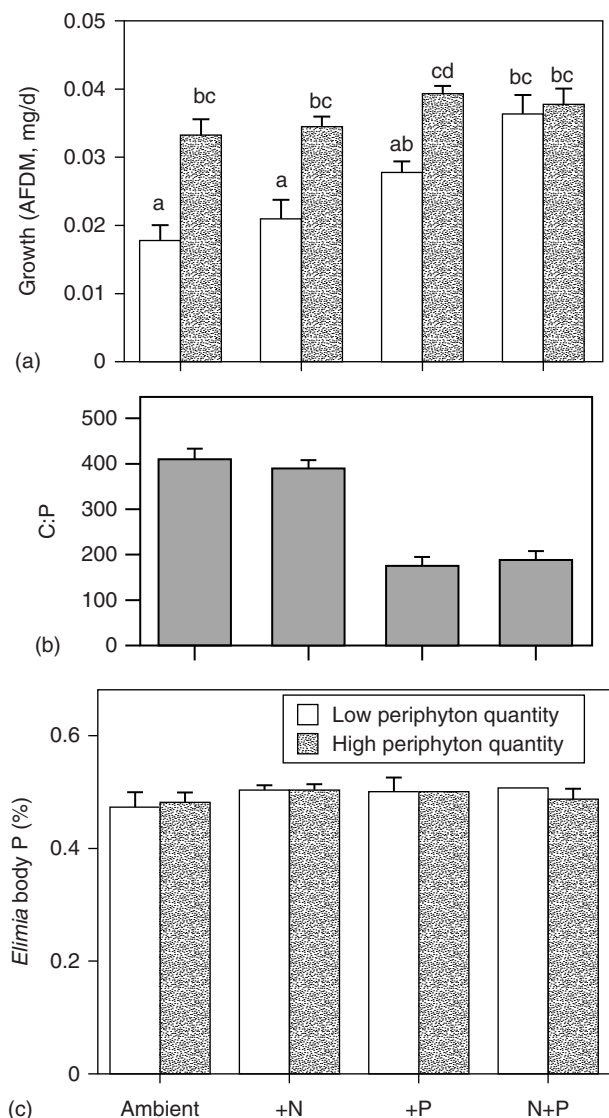 0.05
0.04
0.03
0.02
0.01
0
Growth (AFDM, mg/d)
a
bc
a
bc
ab
cd
bc
bc
(a)
500
400
300
200
100
0
C:P
(b)
Low periphyton quantity
High periphyton quantity
0.6
0.4
0.2
0
Elimia body P (%)
(c)
Ambient +N +P N+P